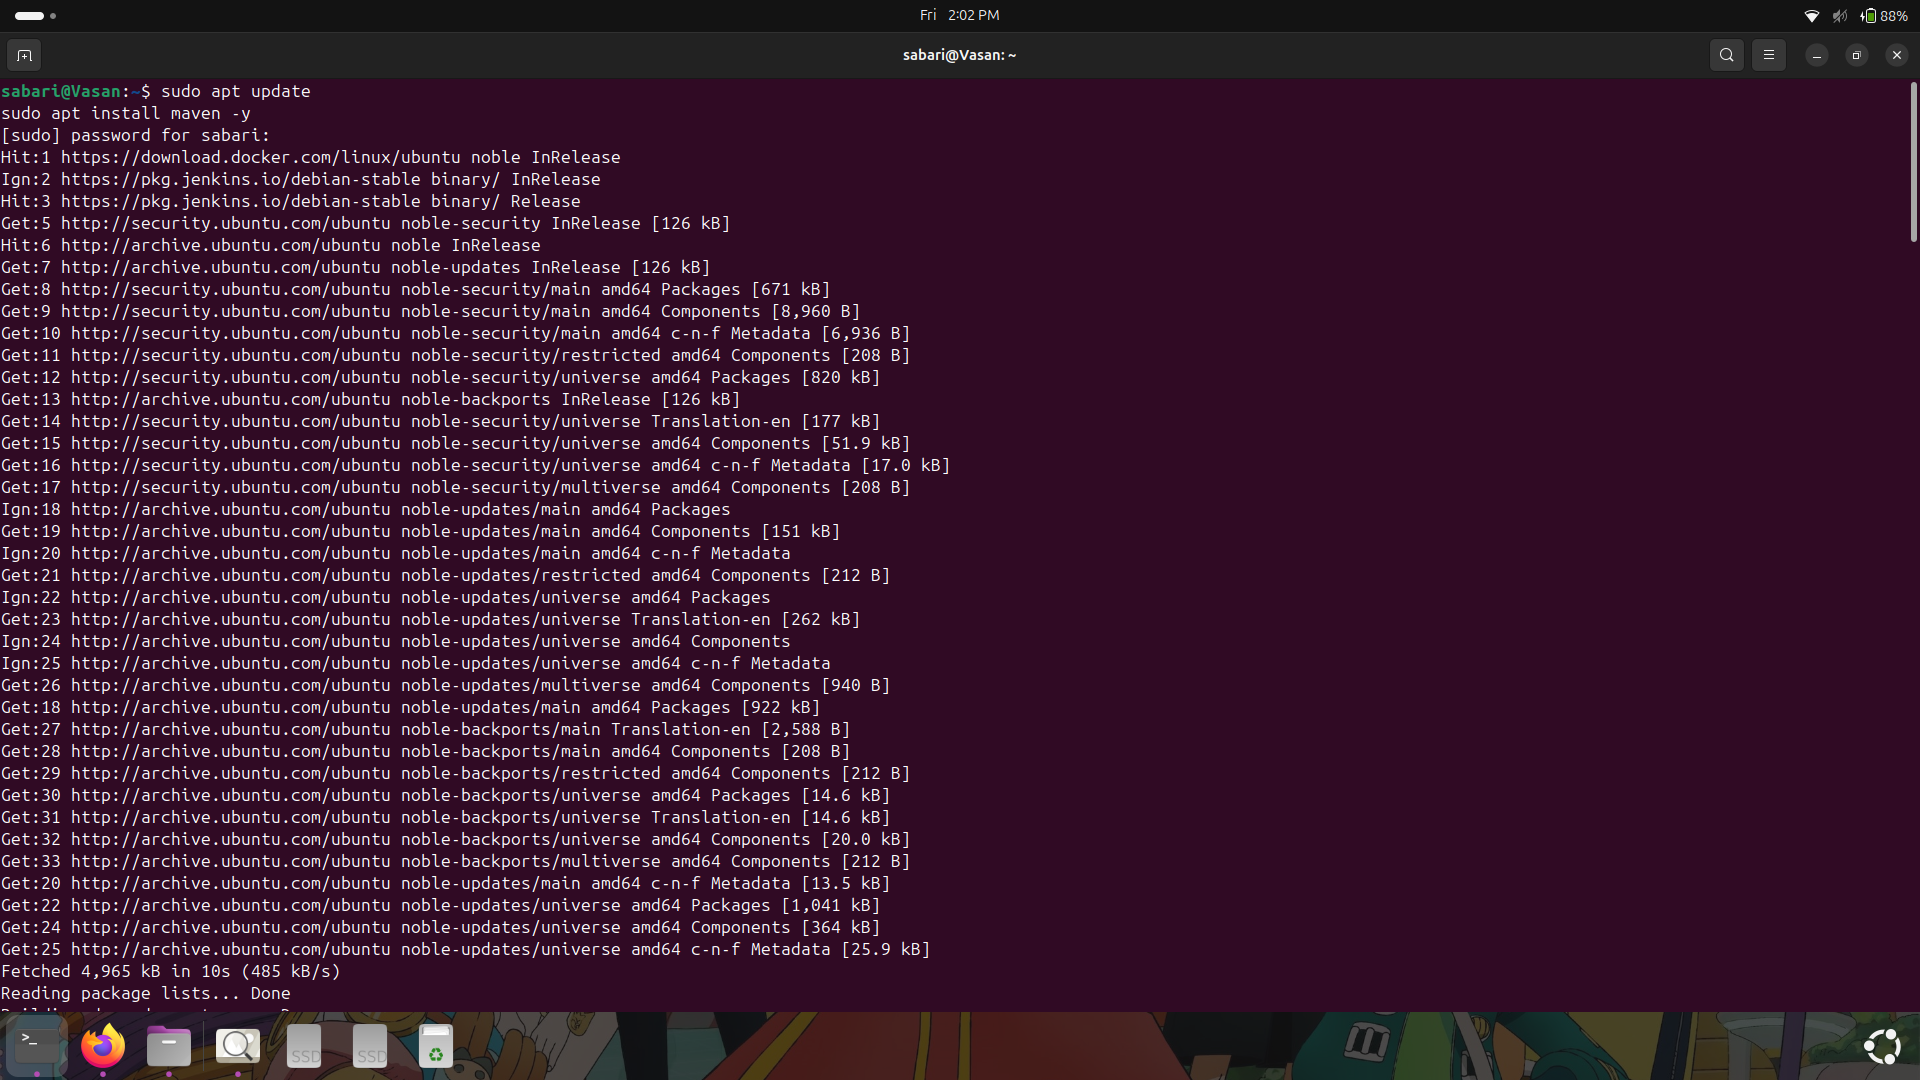 Fri 2:02 PM
88%
sabari@Vasan: ~
sabari@Vasan:~$ sudo apt update
sudo apt install maven -y
[sudo] password for sabari:
Hit:1 https://download.docker.com/linux/ubuntu noble InRelease
Ign:2 https://pkg.jenkins.io/debian-stable binary/ InRelease
Hit:3 https://pkg.jenkins.io/debian-stable binary/ Release
Get:5 http://security.ubuntu.com/ubuntu noble-security InRelease [126 kB]
Hit:6 http://archive.ubuntu.com/ubuntu noble InRelease
Get:7 http://archive.ubuntu.com/ubuntu noble-updates InRelease [126 kB]
Get:8 http://security.ubuntu.com/ubuntu noble-security/main amd64 Packages [671 kB]
Get:9 http://security.ubuntu.com/ubuntu noble-security/main amd64 Components [8,960 B]
Get:10 http://security.ubuntu.com/ubuntu noble-security/main amd64 c-n-f Metadata [6,936 B]
Get:11 http://security.ubuntu.com/ubuntu noble-security/restricted amd64 Components [208 B]
Get:12 http://security.ubuntu.com/ubuntu noble-security/universe amd64 Packages [820 kB]
Get:13 http://archive.ubuntu.com/ubuntu noble-backports InRelease [126 kB]
Get:14 http://security.ubuntu.com/ubuntu noble-security/universe Translation-en [177 kB]
Get:15 http://security.ubuntu.com/ubuntu noble-security/universe amd64 Components [51.9 kB]
Get:16 http://security.ubuntu.com/ubuntu noble-security/universe amd64 c-n-f Metadata [17.0 kB]
Get:17 http://security.ubuntu.com/ubuntu noble-security/multiverse amd64 Components [208 B]
Ign:18 http://archive.ubuntu.com/ubuntu noble-updates/main amd64 Packages
Get:19 http://archive.ubuntu.com/ubuntu noble-updates/main amd64 Components [151 kB]
Ign:20 http://archive.ubuntu.com/ubuntu noble-updates/main amd64 c-n-f Metadata
Get:21 http://archive.ubuntu.com/ubuntu noble-updates/restricted amd64 Components [212 B]
Ign:22 http://archive.ubuntu.com/ubuntu noble-updates/universe amd64 Packages
Get:23 http://archive.ubuntu.com/ubuntu noble-updates/universe Translation-en [262 kB]
Ign:24 http://archive.ubuntu.com/ubuntu noble-updates/universe amd64 Components
Ign:25 http://archive.ubuntu.com/ubuntu noble-updates/universe amd64 c-n-f Metadata
Get:26 http://archive.ubuntu.com/ubuntu noble-updates/multiverse amd64 Components [940 B]
Get:18 http://archive.ubuntu.com/ubuntu noble-updates/main amd64 Packages [922 kB]
Get:27 http://archive.ubuntu.com/ubuntu noble-backports/main Translation-en [2,588 B]
Get:28 http://archive.ubuntu.com/ubuntu noble-backports/main amd64 Components [208 B]
Get:29 http://archive.ubuntu.com/ubuntu noble-backports/restricted amd64 Components [212 B]
Get:30 http://archive.ubuntu.com/ubuntu noble-backports/universe amd64 Packages [14.6 kB]
Get:31 http://archive.ubuntu.com/ubuntu noble-backports/universe Translation-en [14.6 kB]
Get:32 http://archive.ubuntu.com/ubuntu noble-backports/universe amd64 Components [20.0 kB]
Get:33 http://archive.ubuntu.com/ubuntu noble-backports/multiverse amd64 Components [212 B]
Get:20 http://archive.ubuntu.com/ubuntu noble-updates/main amd64 c-n-f Metadata [13.5 kB]
Get:22 http://archive.ubuntu.com/ubuntu noble-updates/universe amd64 Packages [1,041 kB]
Get:24 http://archive.ubuntu.com/ubuntu noble-updates/universe amd64 Components [364 kB]
Get:25 http://archive.ubuntu.com/ubuntu noble-updates/universe amd64 c-n-f Metadata [25.9 kB]
Fetched 4,965 kB in 10s (485 kB/s)
Reading package lists... Done
>_
SSD
SSD